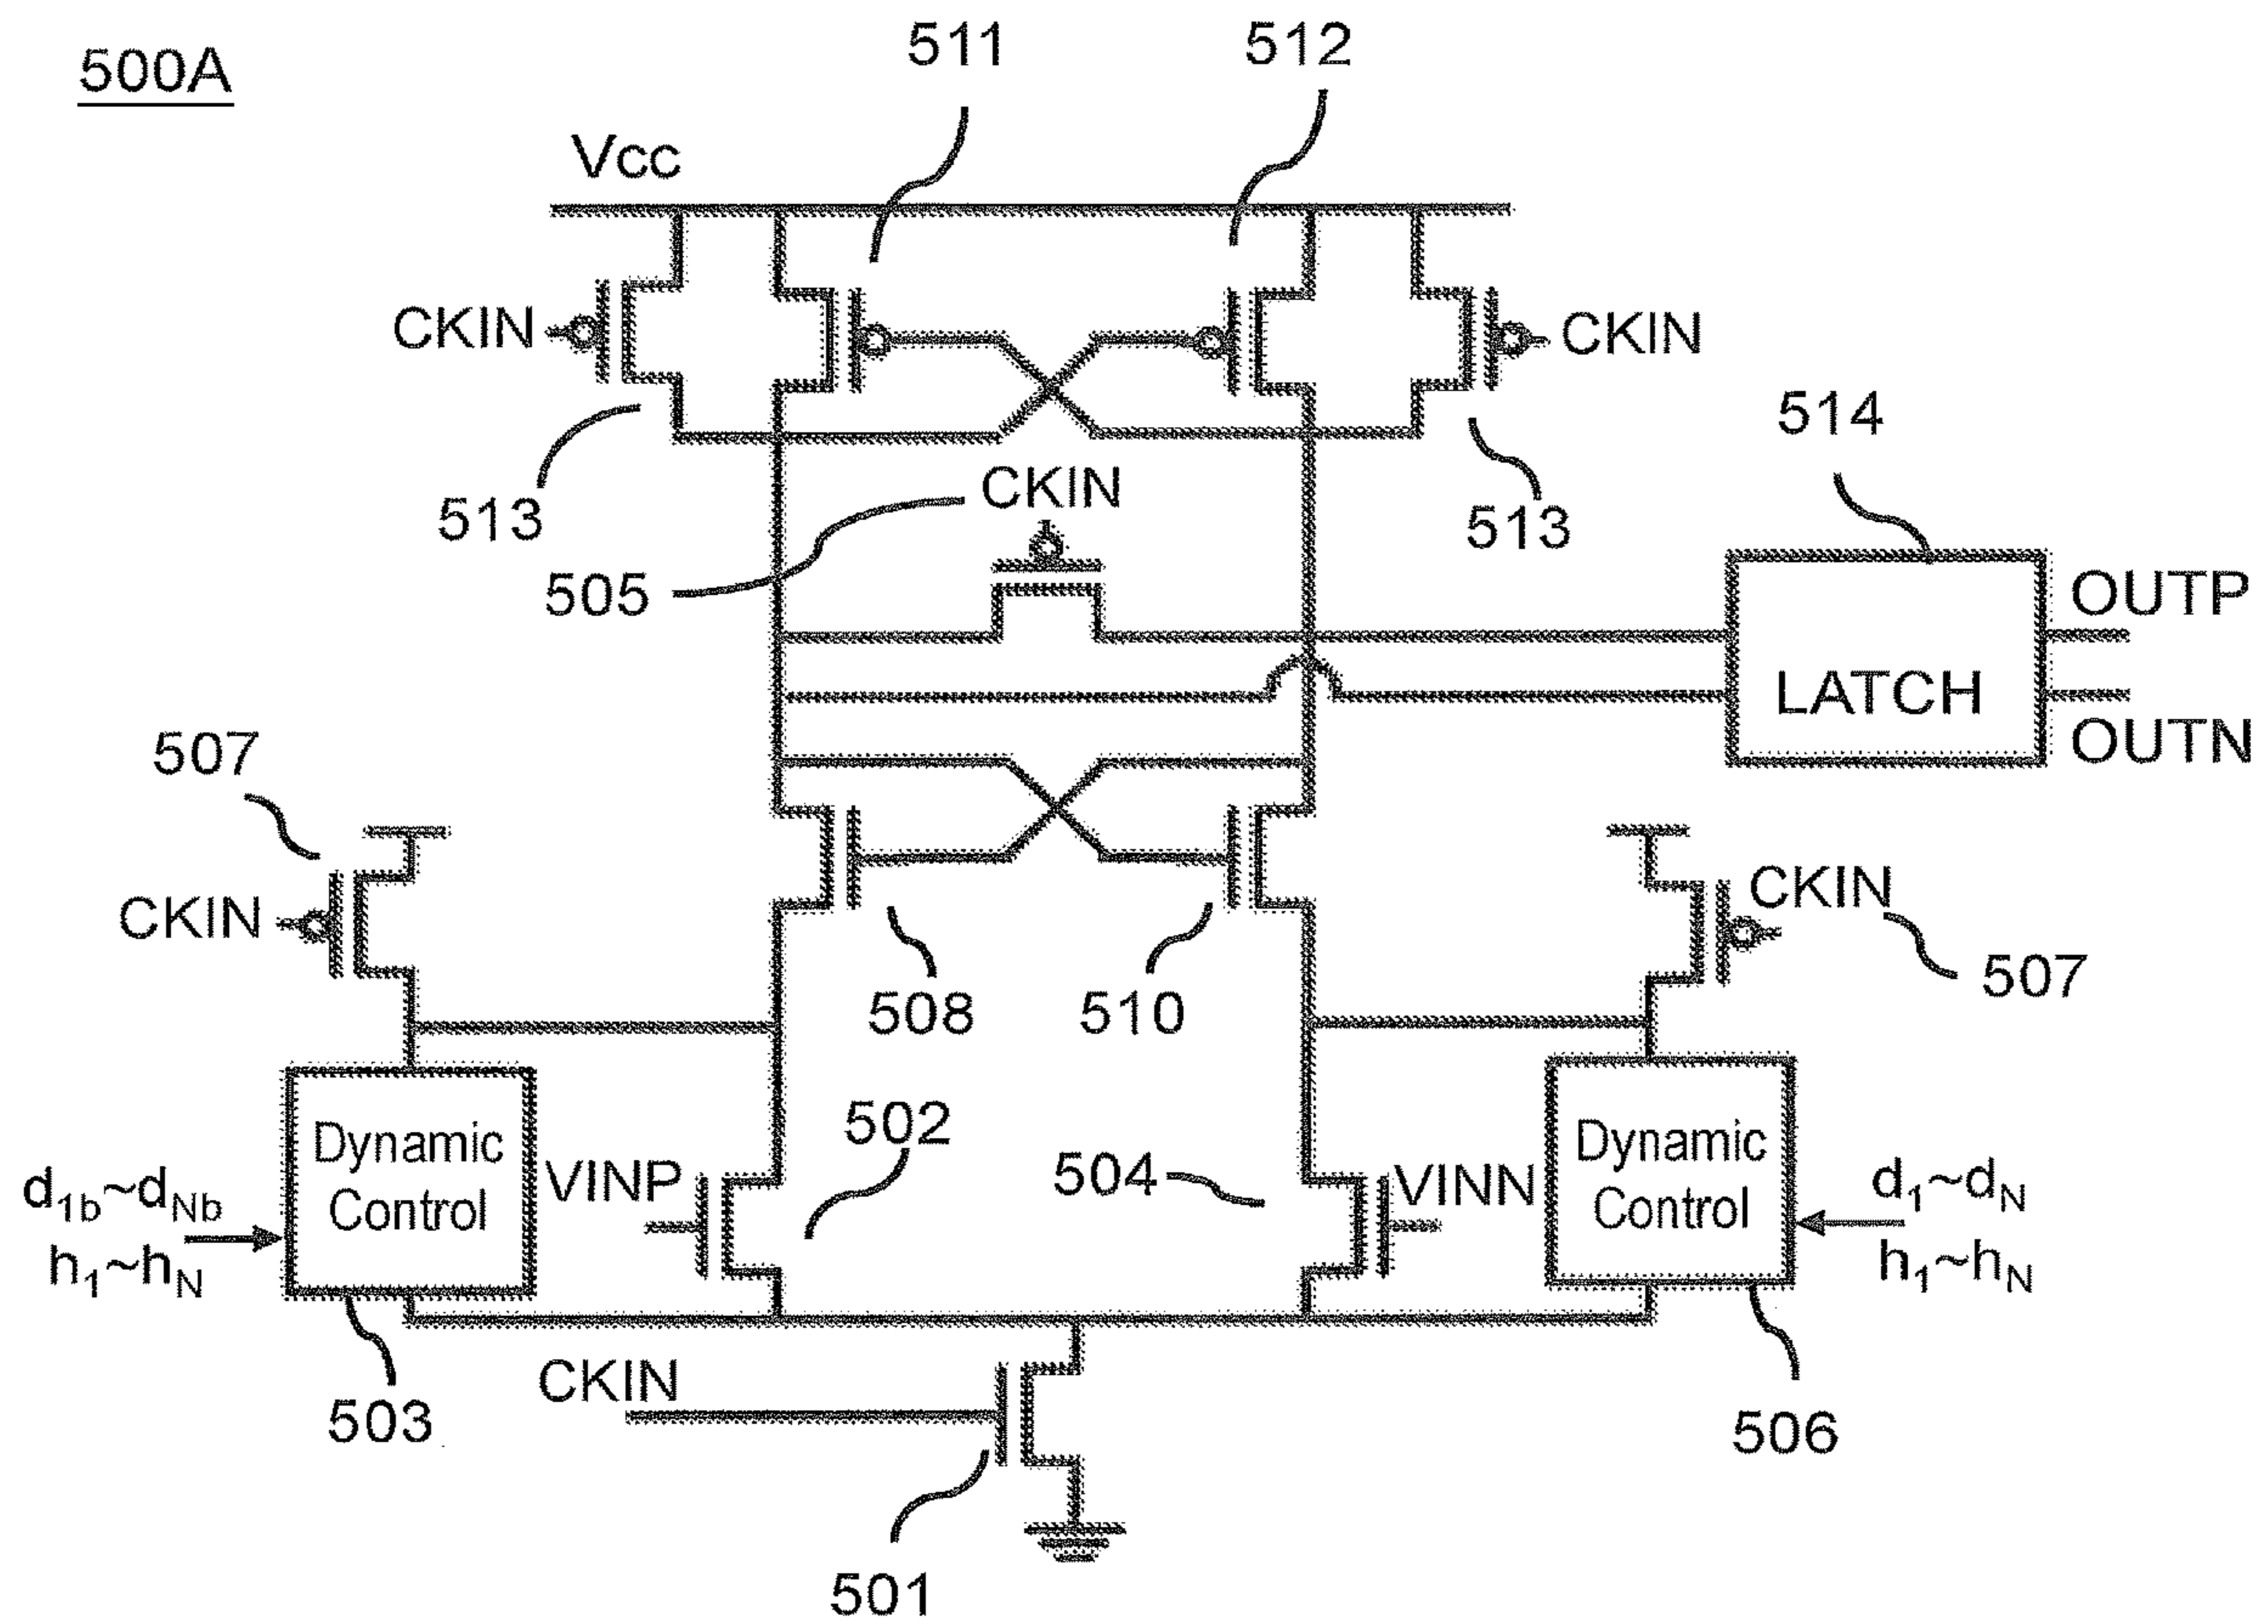 500A
511
512
Vcc
CKIN
CKIN
513
513
514
CKIN
505
OUTP
LATCH
OUTN
507
CKIN
CKIN
507
508
510
Dynamic
Control
d1b~dNb
h1~hN
VINP
502
504
VINN
Dynamic
Control
d1~dN
h1~hN
503
CKIN
506
501